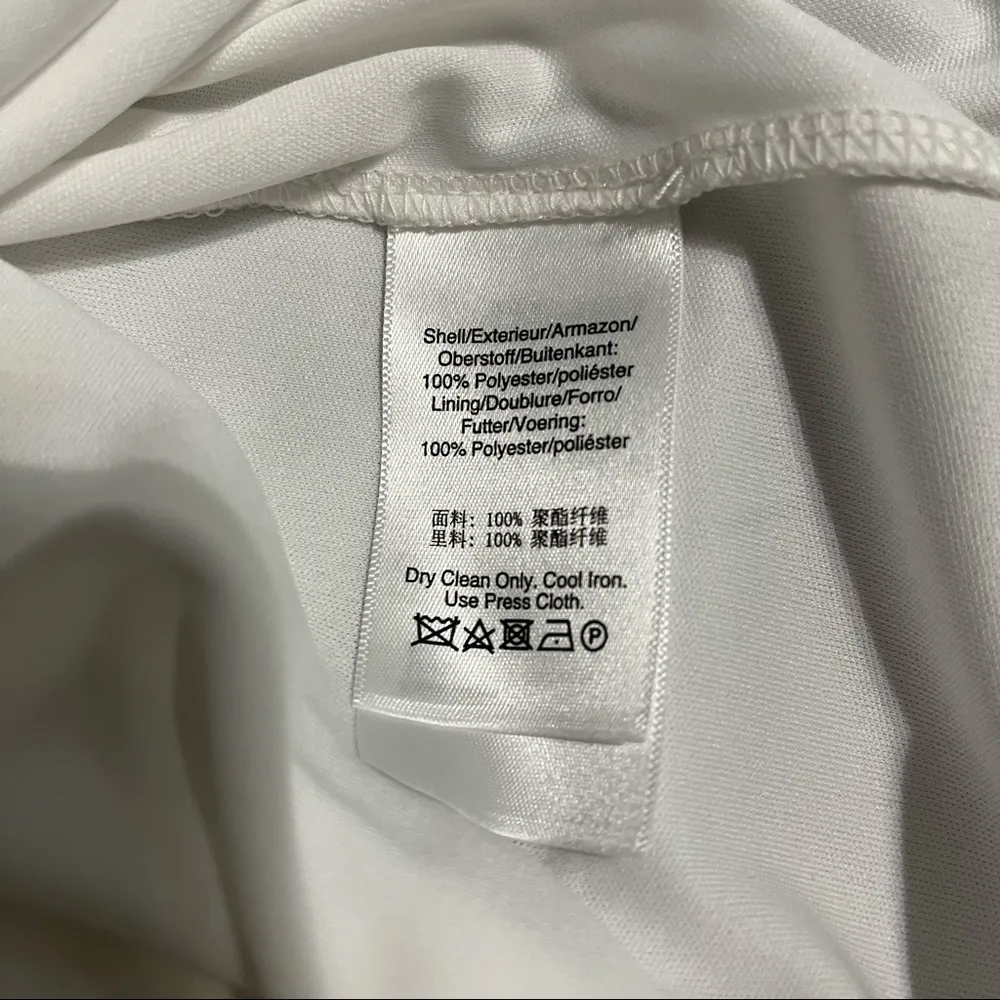 Shell/Exterieur/Armazon/
Oberstoff/Buitenkant:
100% Polyester/poliéster
Lining/Doublure/Forro/
Futter/Voering:
100% Polyester/poliéster
面料: 100% 聚酯纤维
里料: 100% 聚酯纤维
Dry Clean Only. Cool Iron.
Use Press Cloth.
P